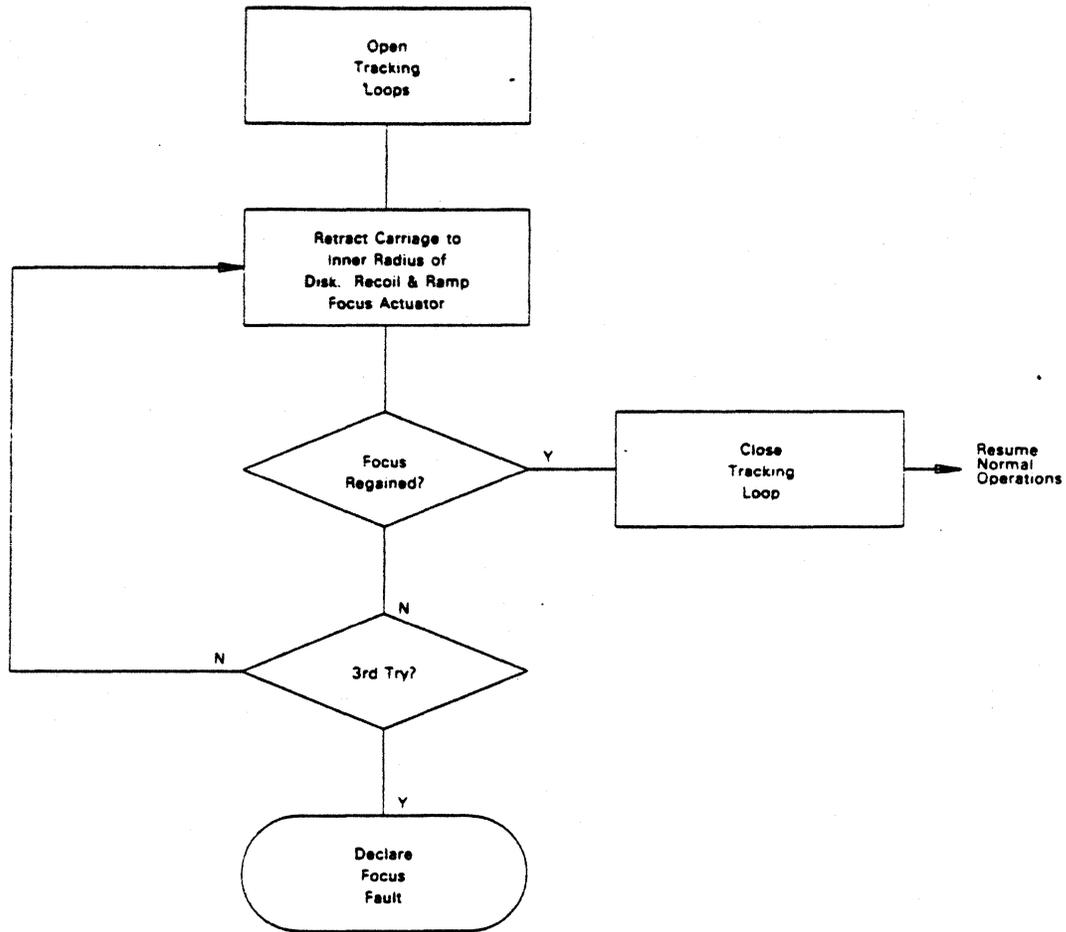 Open
Tracking
Loops
Retract Carriage to
Inner Radius of
Disk. Recoil & Ramp
Focus Actuator
Focus
Regained?
Y
Close
Tracking
Loop
Resume
Normal
Operations
N
N
3rd Try?
Y
Declare
Focus
Fault